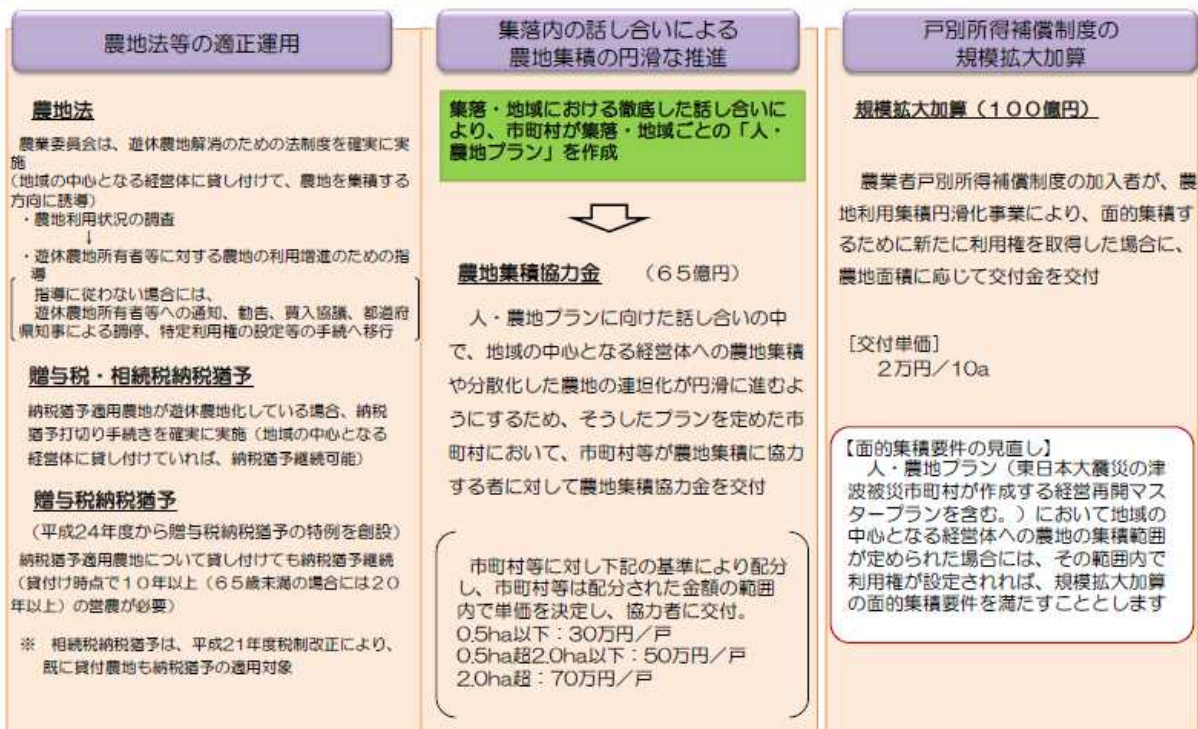 農地法等の適正運用
農地法
農業委員会は、遊休農地解消のための法制度を確実に実
施
(地域の中心となる経営体に貸し付けて、農地を集積する
方向に誘導)
・農地利用状況の調査
↓
・遊休農地所有者等に対する農地の利用増進のための指
導
指導に従わない場合には、
遊休農地所有者等への通知、勧告、買入協議、都道府
県知事による調停、特定利用権の設定等の手続へ移行
贈与税・相続税納税猶予
納税猶予適用農地が遊休農地化している場合、納税
猶予打切り手続きを確実に実施(地域の中心となる
経営体に貸し付けていれば、納税猶予継続可能)
贈与税納税猶予
(平成24年度から贈与税納税猶予の特例を創設)
納税猶予適用農地について貸し付けても納税猶予継続
(貸付け時点で10年以上(65歳未満の場合には20
年以上)の営農が必要)
※ 相続税納税猶予は、平成21年度税制改正により、
既に貸付農地も納税猶予の適用対象
集落内の話し合いによる
農地集積の円滑な推進
集落・地域における徹底した話し合いに
より、市町村が集落・地域ごとの「人・
農地プラン」を作成
農地集積協力金 (65億円)
人・農地プランに向けた話し合いの中
で、地域の中心となる経営体への農地集積
や分散化した農地の連坦化が円滑に進むよ
うにするため、そうしたプランを定めた市
町村において、市町村等が農地集積に協力
する者に対して農地集積協力金を交付
市町村等に対し下記の基準により配分
し、市町村等は配分された金額の範囲
内で単価を決定し、協力者に交付。
0.5ha以下:30万円/戸
0.5ha超2.0ha以下:50万円/戸
2.0ha超:70万円/戸
戸別所得補償制度の
規模拡大加算
規模拡大加算(100億円)
農業者戸別所得補償制度の加入者が、農
地利用集積円滑化事業により、面的集積す
るために新たに利用権を取得した場合に、
農地面積に応じて交付金を交付
[交付単価]
2万円/10a
【面的集積要件の見直し】
人・農地プラン(東日本大震災の津
波被災市町村が作成する経営再開マス
タープランを含む。)において地域の
中心となる経営体への農地の集積範囲
が定められた場合には、その範囲内で
利用権が設定されれば、規模拡大加算
の面的集積要件を満たすこととします